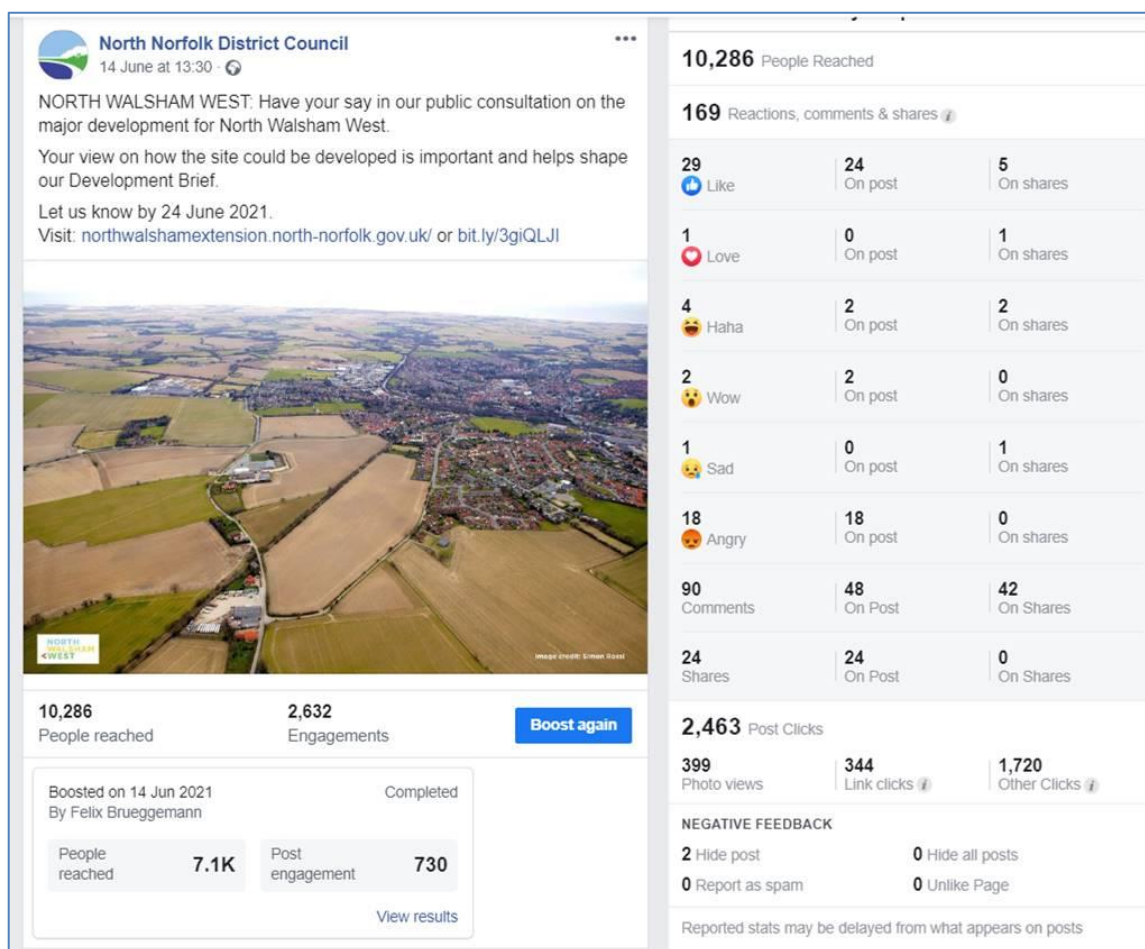 North Norfolk District Council
14 June at 13:30 ·
NORTH WALSHAM WEST: Have your say in our public consultation on the
major development for North Walsham West.
Your view on how the site could be developed is important and helps shape
our Development Brief.
Let us know by 24 June 2021.
Visit: northwalshamextension.north-norfolk.gov.uk/ or bit.ly/3giQLJl
NORTH
WALSHAM
<WEST
Image credit: Simon Rossi
10,286
People reached
2,632
Engagements
Boost again
Boosted on 14 Jun 2021
By Felix Brueggemann
Completed
People
reached
7.1K
Post
engagement
730
View results
10,286 People Reached
169 Reactions, comments & shares
29 24 5
Like On post On shares
1 0 1
Love On post On shares
4 2 2
Haha On post On shares
2 2 0
Wow On post On shares
1 0 1
Sad On post On shares
18 18 0
Angry On post On shares
90 48 42
Comments On Post On Shares
24 24 0
Shares On Post On Shares
2,463 Post Clicks
399 344 1,720
Photo views Link clicks Other Clicks
NEGATIVE FEEDBACK
2 Hide post 0 Hide all posts
0 Report as spam 0 Unlike Page
Reported stats may be delayed from what appears on posts